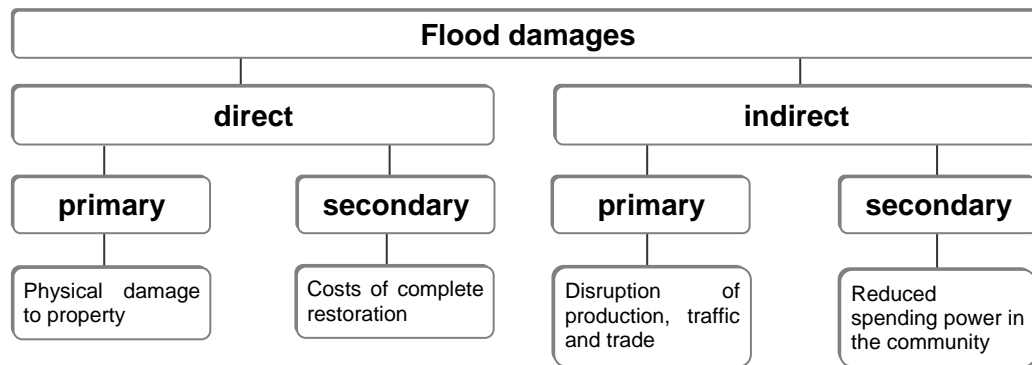 Flood damages
direct
indirect
primary
secondary
primary
secondary
Physical damage
to property
Costs of complete
restoration
Disruption of
production, traffic
and trade
Reduced
spending power in
the community